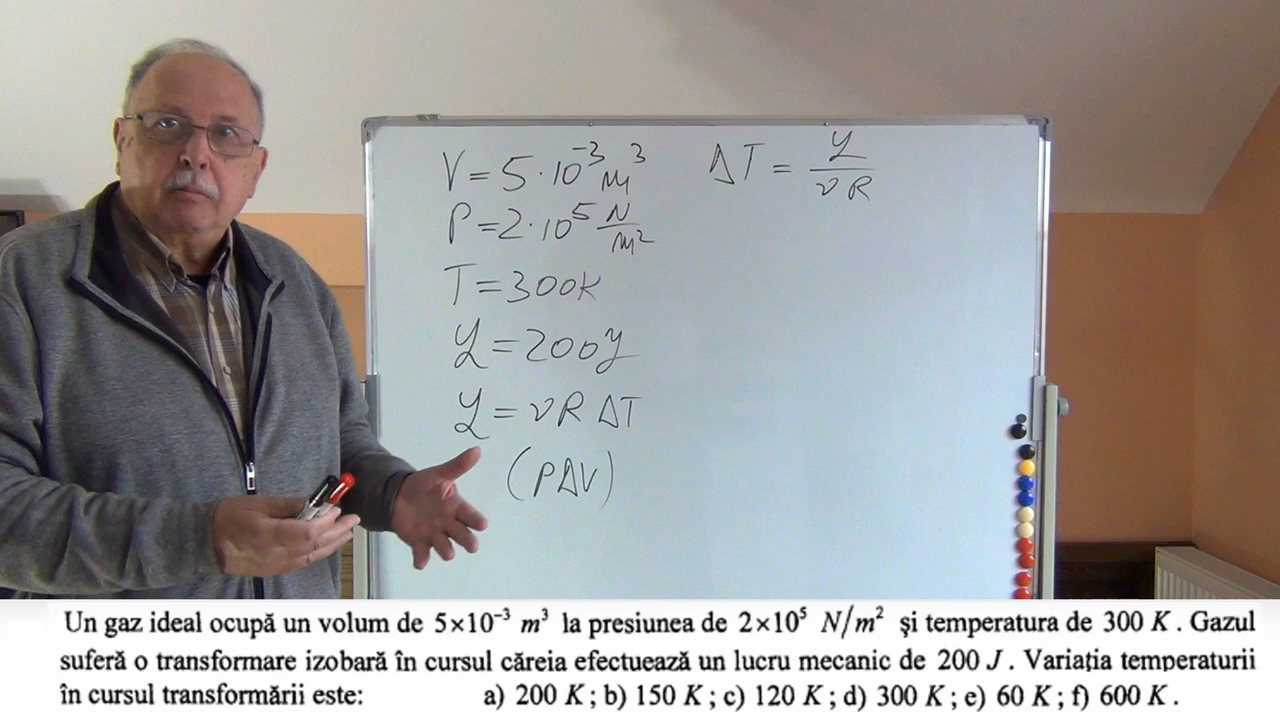 V = 5 · 10⁻³ m³
P = 2 · 10⁵ N/m²
T = 300K
L = 200J
L = νRΔT
(PΔV)
ΔT = L/νR
Un gaz ideal ocupă un volum de 5×10⁻³ m³ la presiunea de 2×10⁵ N/m² şi temperatura de 300 K. Gazul
suferă o transformare izobară în cursul căreia efectuează un lucru mecanic de 200 J. Variaţia temperaturii
în cursul transformării este: a) 200 K; b) 150 K; c) 120 K; d) 300 K; e) 60 K; f) 600 K.